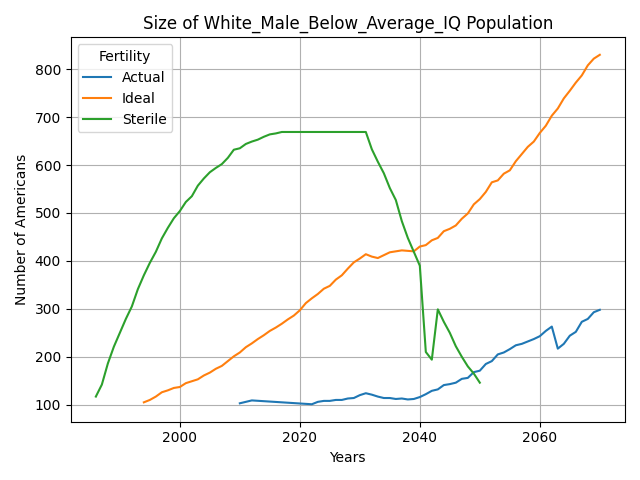 Size of White_Male_Below_Average_IQ Population
Fertility
Actual
Ideal
Sterile
Number of Americans
800
700
600
500
400
300
200
100
2000
2020
2040
2060
Years